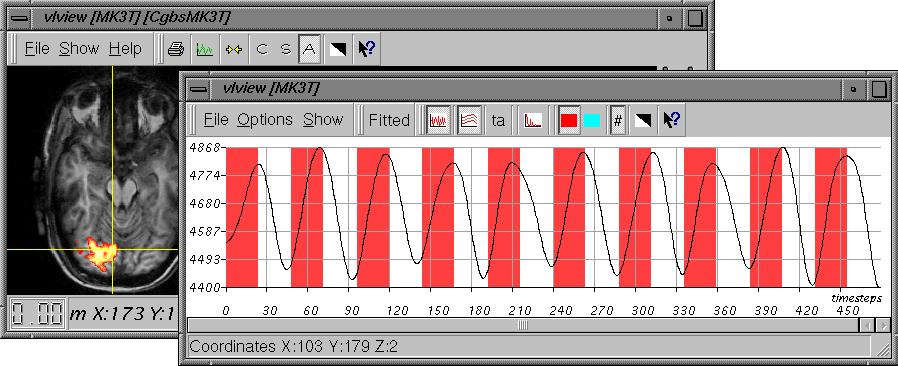 vlview [MK3T] [CgbsMK3T]
File Show Help C S A ?
vlview [MK3T]
File Options Show Fitted ta # ?
4868
4774
4680
4587
4493
4400
timesteps
0 30 60 90 120 150 180 210 240 270 300 330 360 390 420 450
0.00 m X:173 Y:1
Coordinates X:103 Y:179 Z:2